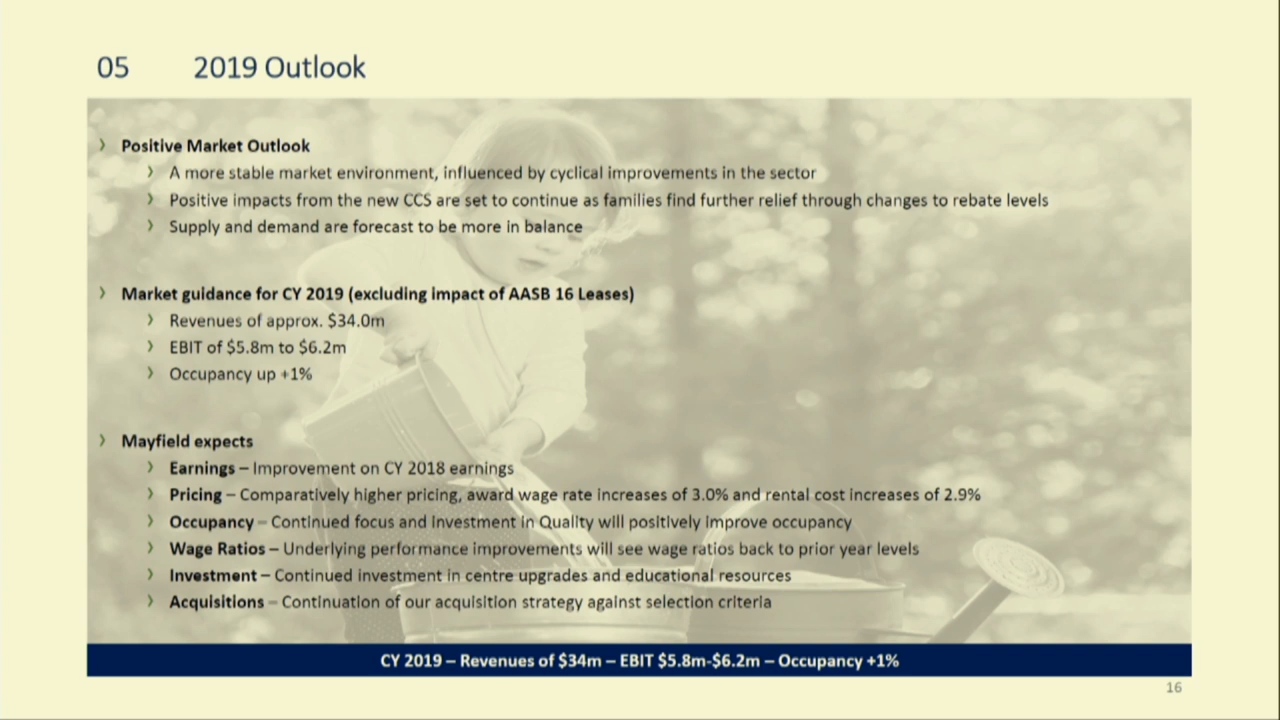 05 2019 Outlook
› Positive Market Outlook
› A more stable market environment, influenced by cyclical improvements in the sector
› Positive impacts from the new CCS are set to continue as families find further relief through changes to rebate levels
› Supply and demand are forecast to be more in balance
› Market guidance for CY 2019 (excluding impact of AASB 16 Leases)
› Revenues of approx. $34.0m
› EBIT of $5.8m to $6.2m
› Occupancy up +1%
› Mayfield expects
› Earnings – Improvement on CY 2018 earnings
› Pricing – Comparatively higher pricing, award wage rate increases of 3.0% and rental cost increases of 2.9%
› Occupancy – Continued focus and investment in Quality will positively improve occupancy
› Wage Ratios – Underlying performance improvements will see wage ratios back to prior year levels
› Investment – Continued investment in centre upgrades and educational resources
› Acquisitions – Continuation of our acquisition strategy against selection criteria
CY 2019 – Revenues of $34m – EBIT $5.8m-$6.2m – Occupancy +1%
16